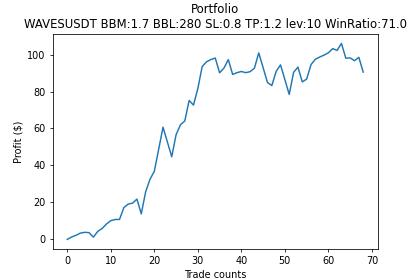 Portfolio
WAVESUSDT BBM:1.7 BBL:280 SL:0.8 TP:1.2 lev:10 WinRatio:71.0
100
80
60
40
20
0
Profit ($)
0 10 20 30 40 50 60 70
Trade counts